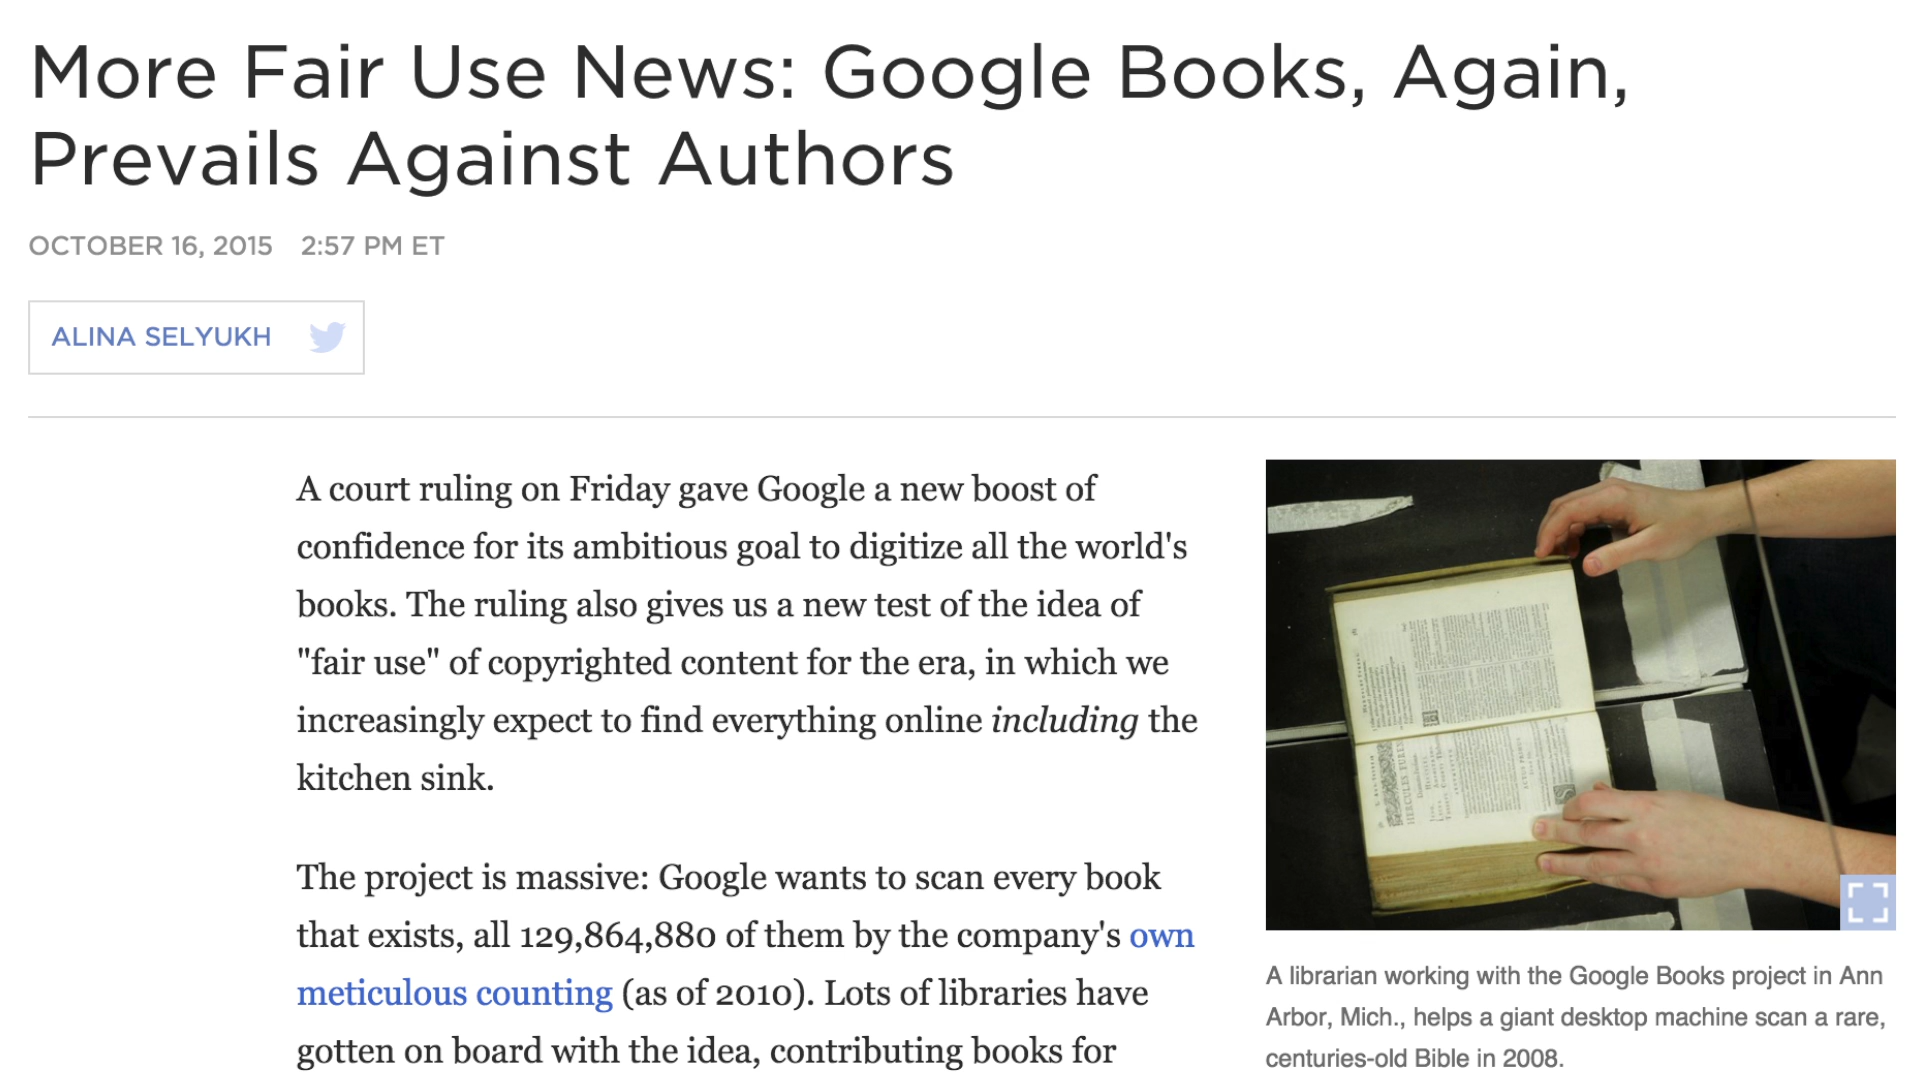 More Fair Use News: Google Books, Again,
Prevails Against Authors
OCTOBER 16, 2015 2:57 PM ET
ALINA SELYUKH
A court ruling on Friday gave Google a new boost of
confidence for its ambitious goal to digitize all the world's
books. The ruling also gives us a new test of the idea of
"fair use" of copyrighted content for the era, in which we
increasingly expect to find everything online including the
kitchen sink.
The project is massive: Google wants to scan every book
that exists, all 129,864,880 of them by the company's own
meticulous counting (as of 2010). Lots of libraries have
gotten on board with the idea, contributing books for
HERCULES FURENS
A librarian working with the Google Books project in Ann
Arbor, Mich., helps a giant desktop machine scan a rare,
centuries-old Bible in 2008.